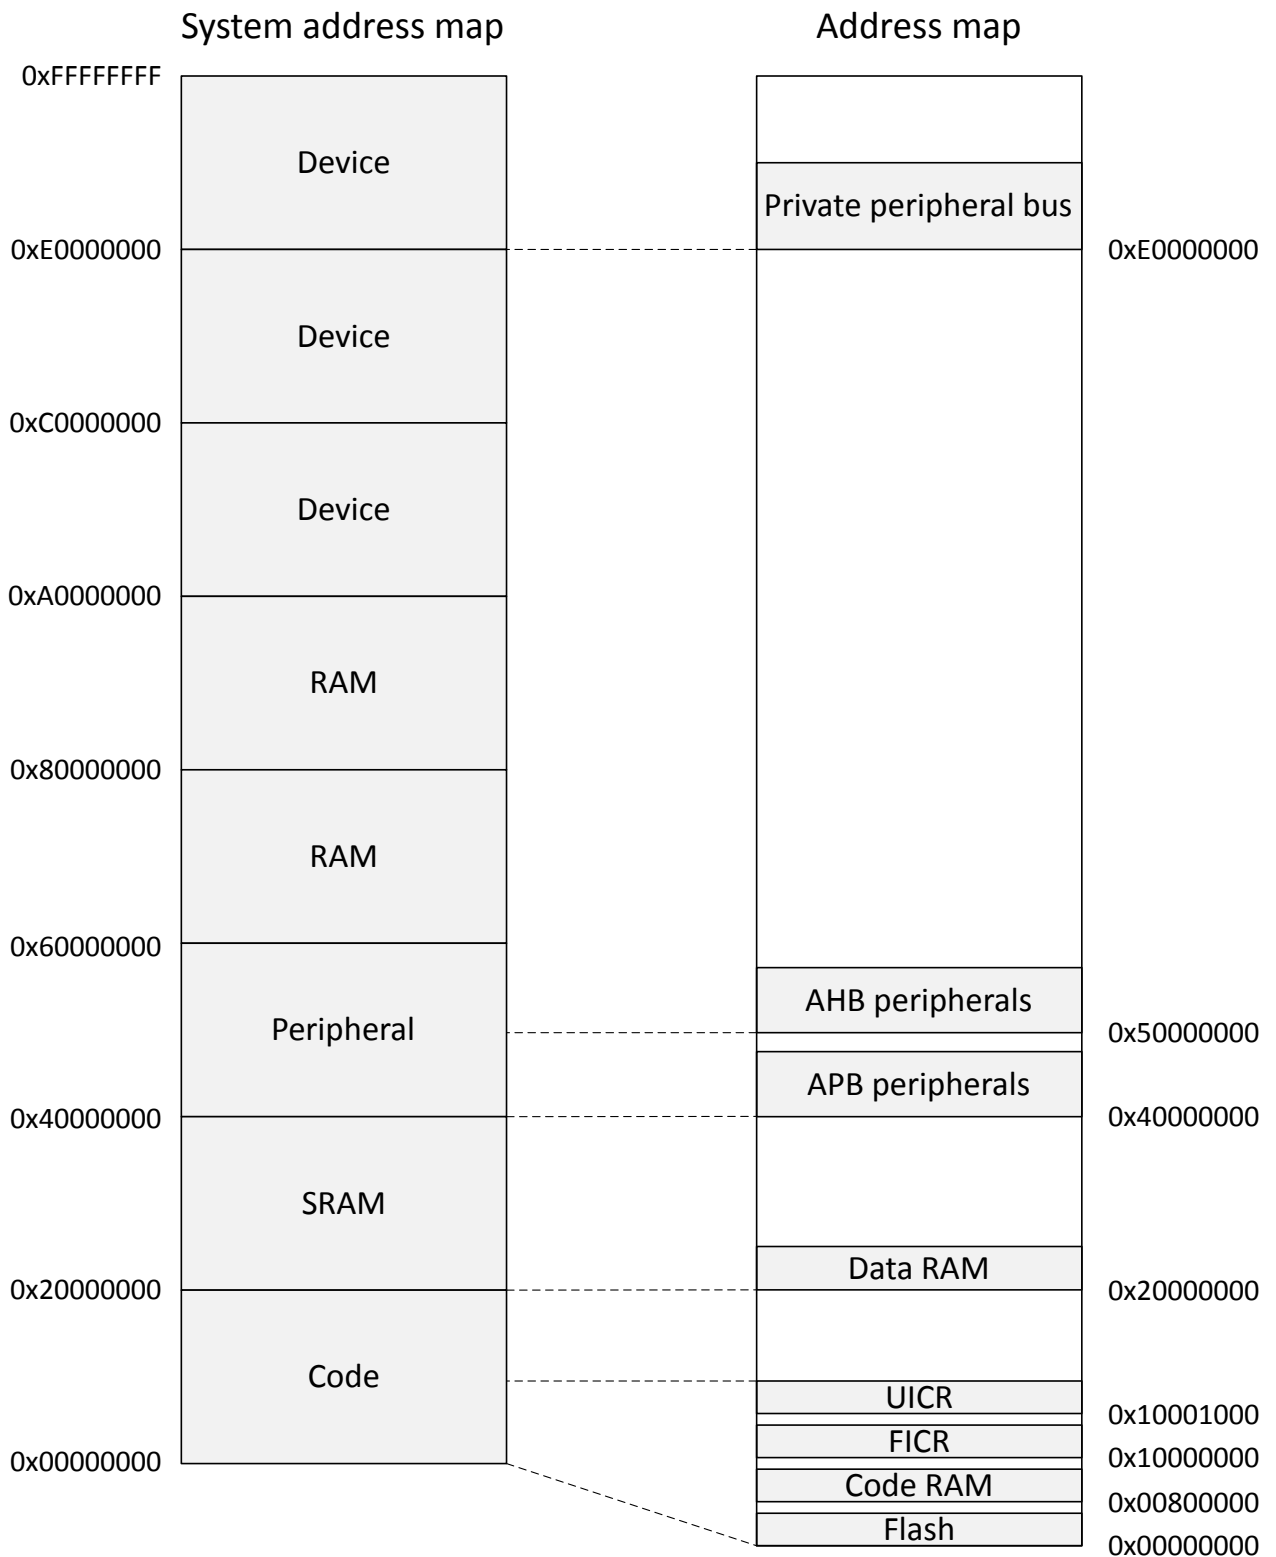 System address map
Address map
0xFFFFFFFF
Device
Private peripheral bus
0xE0000000
0xE0000000
Device
0xC0000000
Device
0xA0000000
RAM
0x80000000
RAM
0x60000000
Peripheral
AHB peripherals
0x50000000
APB peripherals
0x40000000
0x40000000
SRAM
Data RAM
0x20000000
0x20000000
Code
UICR
0x10001000
FICR
0x00000000
0x10000000
Code RAM
0x00800000
Flash
0x00000000